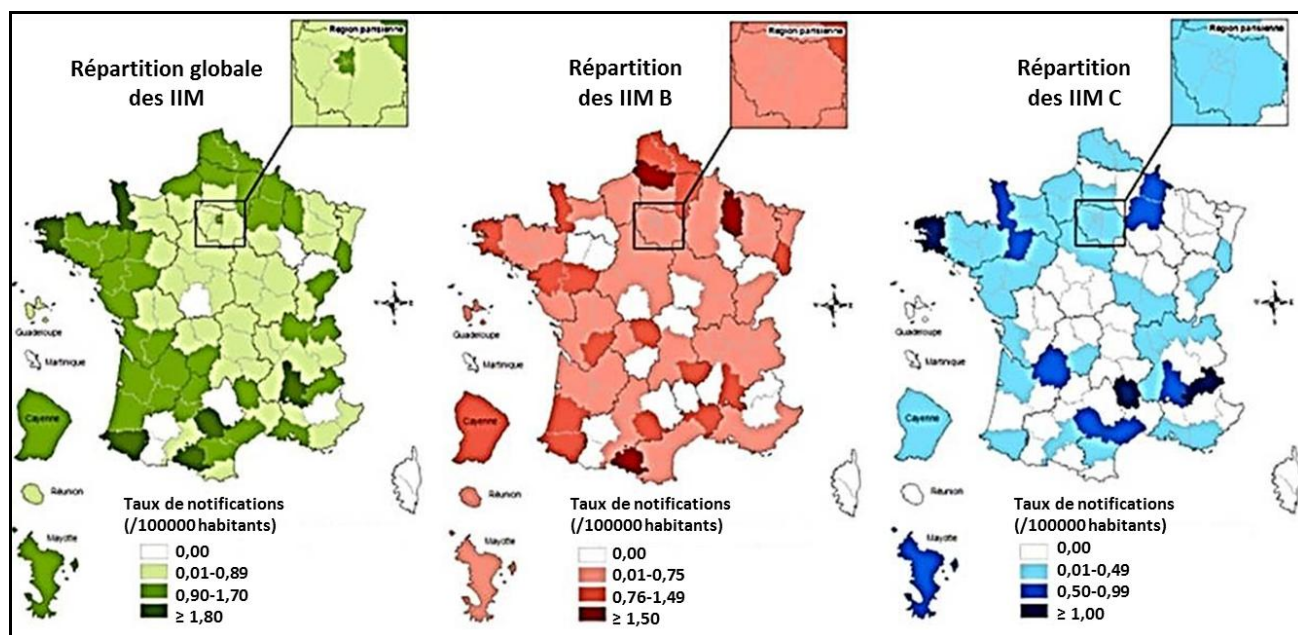 Répartition globale
des IIM
Région parisienne
Guadeloupe
Martinique
Cayenne
Réunion
Mayotte
Taux de notifications
(/100000 habitants)
0,00
0,01-0,89
0,90-1,70
≥ 1,80
Répartition
des IIM B
Région parisienne
Guadeloupe
Martinique
Cayenne
Réunion
Mayotte
Taux de notifications
(/100000 habitants)
0,00
0,01-0,75
0,76-1,49
≥ 1,50
Répartition
des IIM C
Région parisienne
Guadeloupe
Martinique
Cayenne
Réunion
Mayotte
Taux de notifications
(/100000 habitants)
0,00
0,01-0,49
0,50-0,99
≥ 1,00